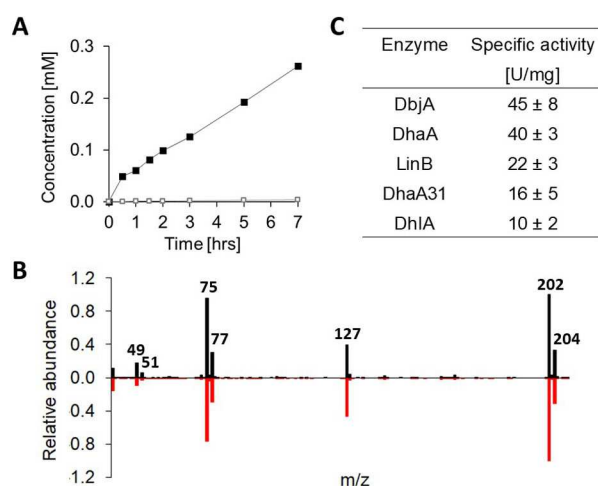 A
C
0.3
0.2
0.1
0.0
Concentration [mM]
0 1 2 3 4 5 6 7
Time [hrs]
Enzyme Specific activity
[U/mg]
DbjA 45 ± 8
DhaA 40 ± 3
LinB 22 ± 3
DhaA31 16 ± 5
DhlA 10 ± 2
B
1.2
0.8
0.4
0.0
0.4
0.8
1.2
Relative abundance
49
51
75
77
127
202
204
m/z